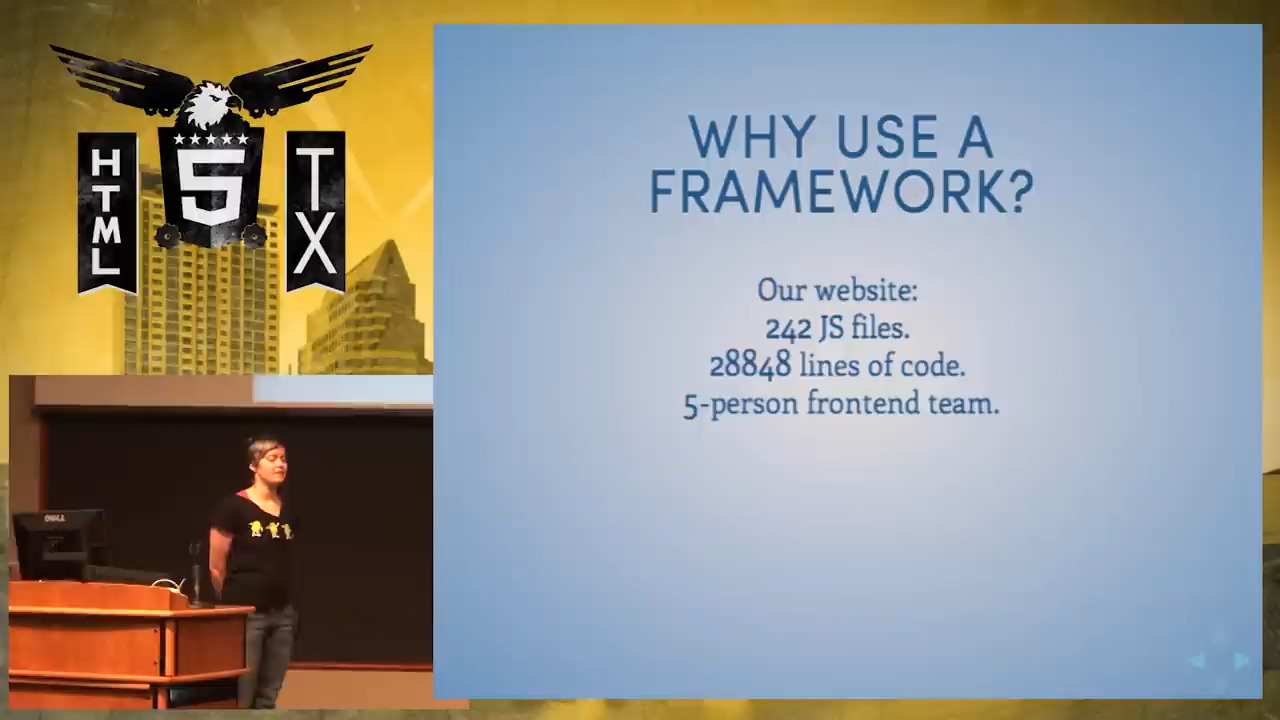 HTML
5
TX
WHY USE A
FRAMEWORK?
Our website:
242 JS files.
28848 lines of code.
5-person frontend team.
DELL